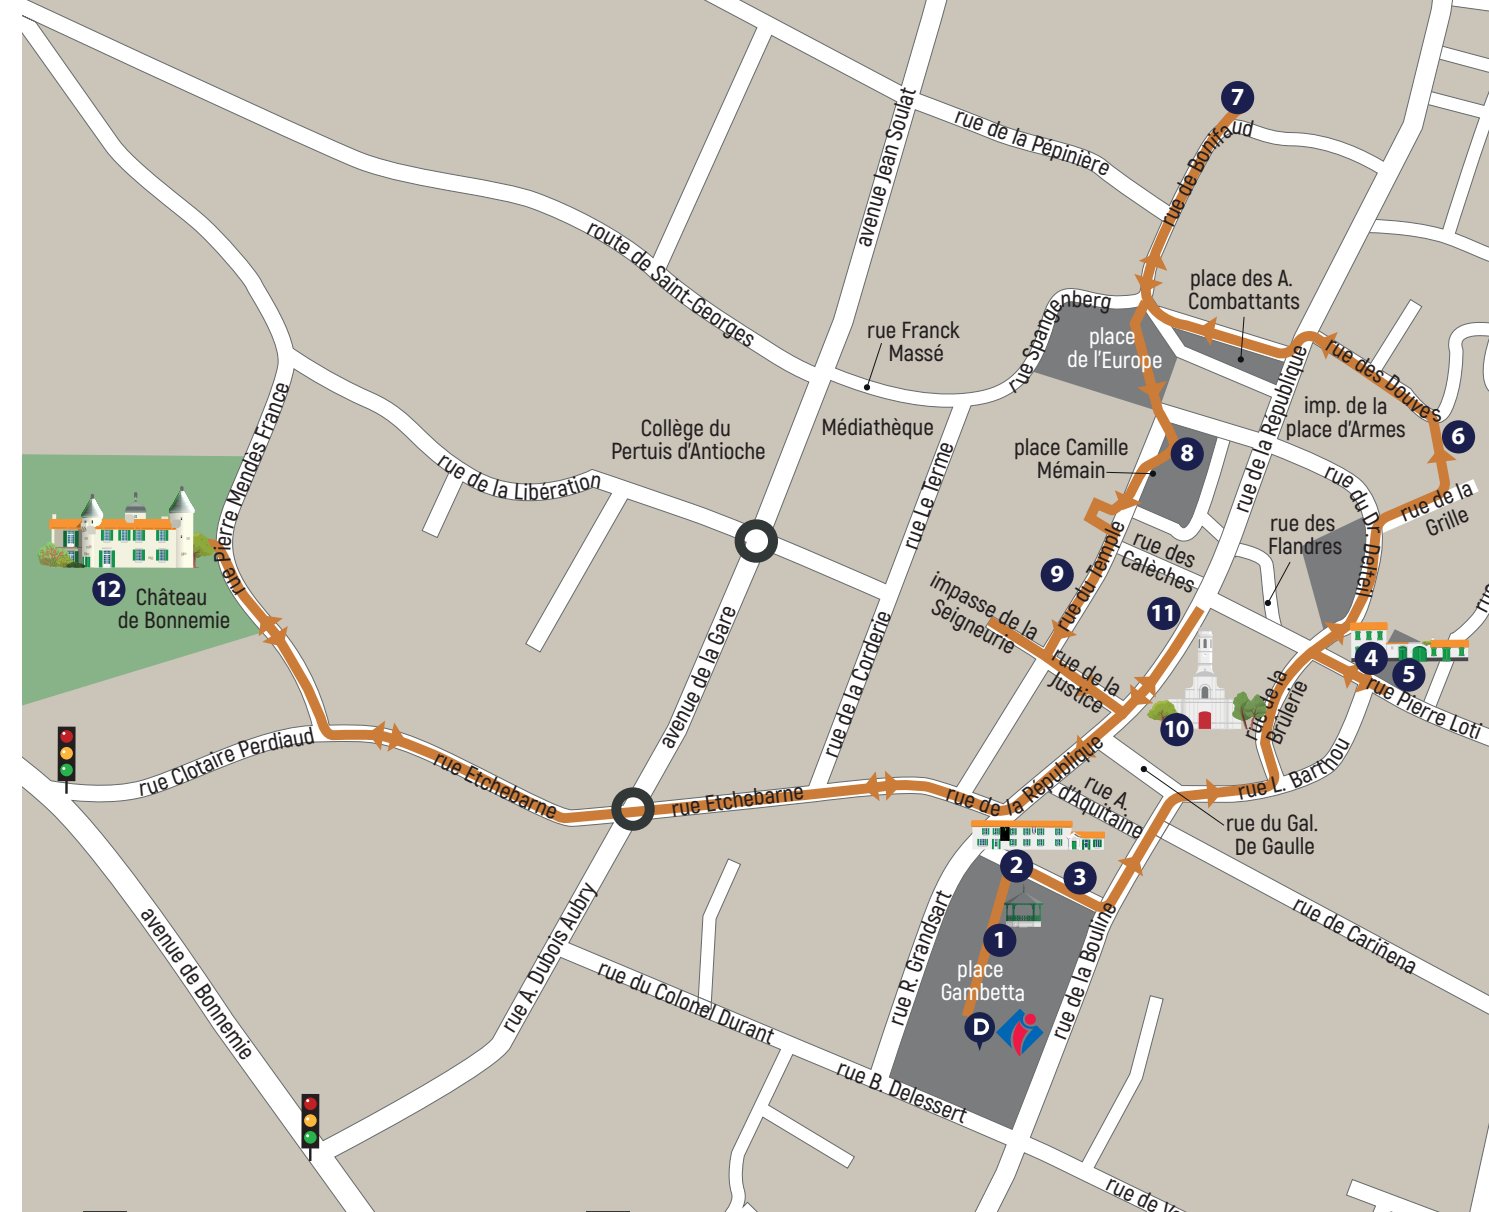 7
rue de Bonifaud
rue de la Pépinière
avenue Jean Soulat
route de Saint-Georges
place des A.
Combattants
rue Spangenberg
place
de l'Europe
rue Franck
Massé
rue des Douves
rue de la République
imp. de la
place d'Armes
6
Médiathèque
Collège du
Pertuis d'Antioche
place Camille
Mémain
8
rue Pierre Mendès France
rue de la Libération
rue Le Terme
rue du Dr. Delteil
rue de la
Grille
rue des
Flandres
rue des
Calèches
rue du Temple
9
impasse de la
Seigneurie
11
12
Château
de Bonnemie
avenue de la Gare
rue de la Corderie
rue de la
Justice
10
rue de la
Brûlerie
4
5
rue Pierre Loti
rue
rue Clotaire Perdiaud
rue Etchebarne
rue Etchebarne
rue de la République
rue A.
d'Aquitaine
rue L. Barthou
rue du Gal.
De Gaulle
2
3
1
place
Gambetta
D
rue R. Grandsart
rue de la Bouline
rue de Cariñena
avenue de Bonnemie
rue A. Dubois Aubry
rue du Colonel Durant
rue B. Delessert
rue de